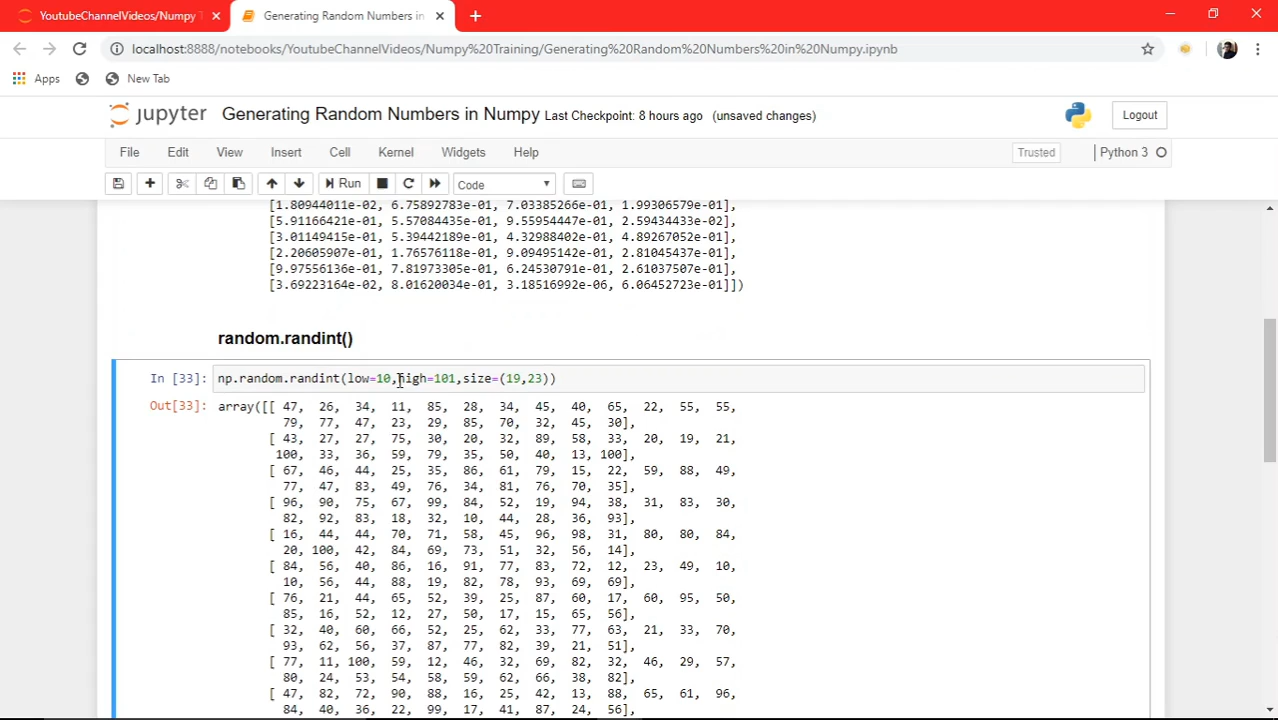 YoutubeChannelVideos/Numpy T
Generating Random Numbers in
localhost:8888/notebooks/YoutubeChannelVideos/Numpy%20Training/Generating%20Random%20Numbers%20in%20Numpy.ipynb
Apps
New Tab
jupyter Generating Random Numbers in Numpy Last Checkpoint: 8 hours ago (unsaved changes)
Logout
File Edit View Insert Cell Kernel Widgets Help
Trusted
Python 3
Run
Code
[1.80944011e-02, 6.75892783e-01, 7.03385266e-01, 1.99306579e-01],
[5.91166421e-01, 5.57084435e-01, 9.55954447e-01, 2.59434433e-02],
[3.01149415e-01, 5.39442189e-01, 4.32988402e-01, 4.89267052e-01],
[2.20605907e-01, 1.76576118e-01, 9.09495142e-01, 2.81045437e-01],
[9.97556136e-01, 7.81973305e-01, 6.24530791e-01, 2.61037507e-01],
[3.69223164e-02, 8.01620034e-01, 3.18516992e-06, 6.06452723e-01]])
random.randint()
In [33]: np.random.randint(low=10,high=101,size=(19,23))
Out[33]: array([[ 47, 26, 34, 11, 85, 28, 34, 45, 40, 65, 22, 55, 55,
79, 77, 47, 23, 29, 85, 70, 32, 45, 30],
[ 43, 27, 27, 75, 30, 20, 32, 89, 58, 33, 20, 19, 21,
100, 33, 36, 59, 79, 35, 50, 40, 13, 100],
[ 67, 46, 44, 25, 35, 86, 61, 79, 15, 22, 59, 88, 49,
77, 47, 83, 49, 76, 34, 81, 76, 70, 35],
[ 96, 90, 75, 67, 99, 84, 52, 19, 94, 38, 31, 83, 30,
82, 92, 83, 18, 32, 10, 44, 28, 36, 93],
[ 16, 44, 44, 70, 71, 58, 45, 96, 98, 31, 80, 80, 84,
20, 100, 42, 84, 69, 73, 51, 32, 56, 14],
[ 84, 56, 40, 86, 16, 91, 77, 83, 72, 12, 23, 49, 10,
10, 56, 44, 88, 19, 82, 78, 93, 69, 69],
[ 76, 21, 44, 65, 52, 39, 25, 87, 60, 17, 60, 95, 50,
85, 16, 52, 12, 27, 50, 17, 15, 65, 56],
[ 32, 40, 60, 66, 52, 25, 62, 33, 77, 63, 21, 33, 70,
93, 62, 56, 37, 87, 77, 82, 39, 21, 51],
[ 77, 11, 100, 59, 12, 46, 32, 69, 82, 32, 46, 29, 57,
80, 24, 53, 54, 58, 59, 62, 66, 38, 82],
[ 47, 82, 72, 90, 88, 16, 25, 42, 13, 88, 65, 61, 96,
84, 40, 36, 22, 99, 17, 41, 87, 24, 56],